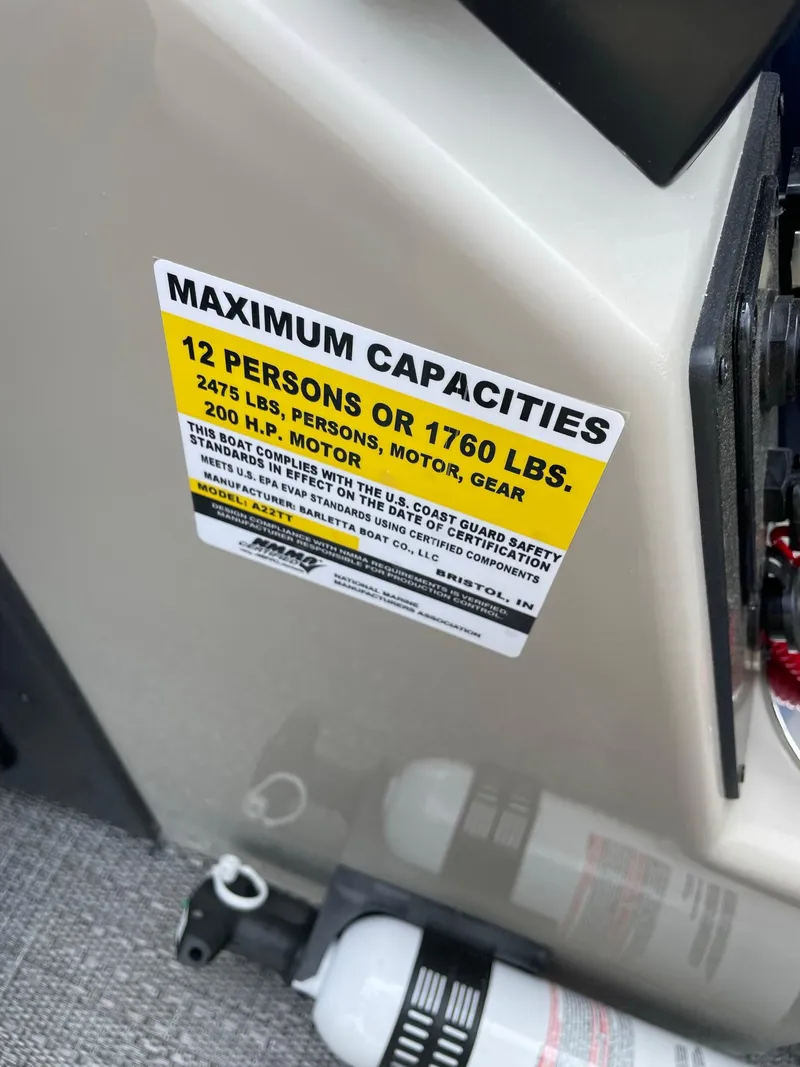 MAXIMUM CAPACITIES
12 PERSONS OR 1760 LBS.
2475 LBS, PERSONS, MOTOR, GEAR
200 H.P. MOTOR
THIS BOAT COMPLIES WITH THE U.S. COAST GUARD SAFETY
STANDARDS IN EFFECT ON THE DATE OF CERTIFICATION
MEETS U.S. EPA EVAP STANDARDS USING CERTIFIED COMPONENTS
MANUFACTURER: BARLETTA BOAT CO., LLC
MODEL: A22TT
BRISTOL, IN
DESIGN COMPLIANCE WITH NMMA REQUIREMENTS IS VERIFIED.
MANUFACTURER RESPONSIBLE FOR PRODUCTION CONTROL.
NMMA
CERTIFIED
NATIONAL MARINE
MANUFACTURERS ASSOCIATION